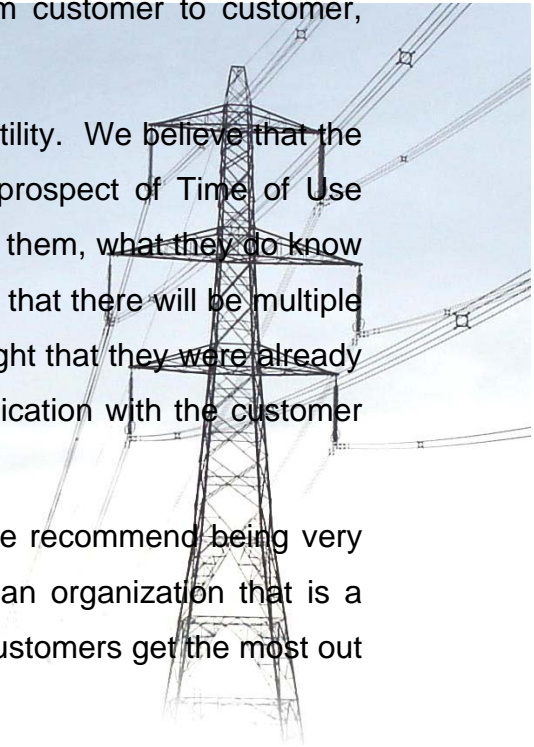 m customer to customer,
tility. We believe that the
prospect of Time of Use
them, what they do know
that there will be multiple
ght that they were already
ication with the customer
e recommend being very
an organization that is a
ustomers get the most out